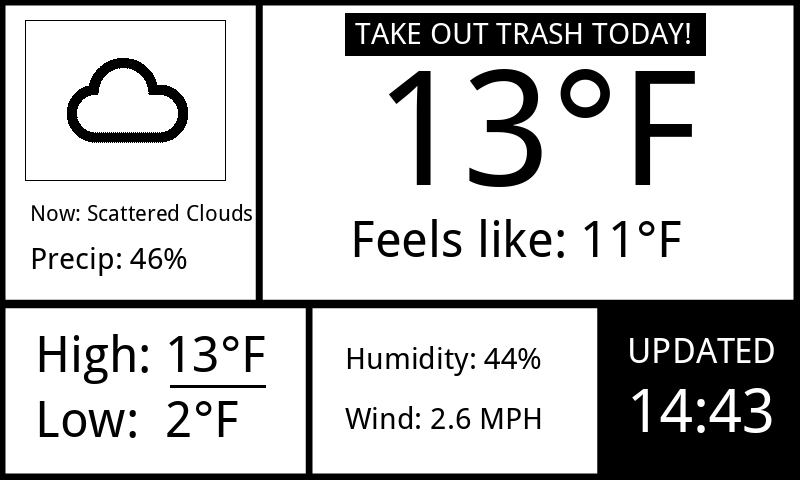 TAKE OUT TRASH TODAY!
13°F
Feels like: 11°F
Now: Scattered Clouds
Precip: 46%
High: 13°F
Low: 2°F
Humidity: 44%
Wind: 2.6 MPH
UPDATED
14:43